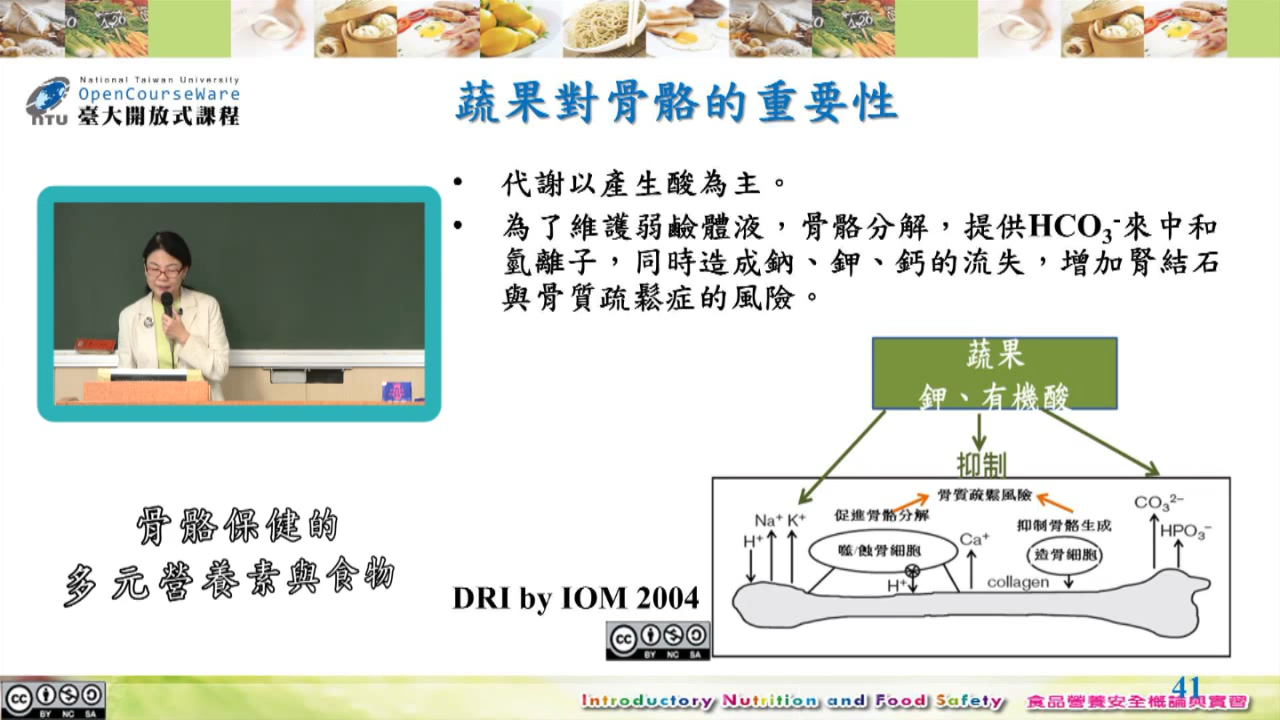 National Taiwan University
OpenCourseWare
NTU 臺大開放式課程
蔬果對骨骼的重要性
• 代謝以產生酸為主。
• 為了維護弱鹼體液，骨骼分解，提供HCO3-來中和
氫離子，同時造成鈉、鉀、鈣的流失，增加腎結石
與骨質疏鬆症的風險。
蔬果
鉀、有機酸
抑制
骨質疏鬆風險
Na+ K+
促進骨骼分解
抑制骨骼生成
CO3 2-
H+
噬/蝕骨細胞
Ca+
造骨細胞
HPO3-
H+
collagen
骨骼保健的
多元營養素與食物
DRI by IOM 2004
cc BY NC SA
cc BY NC SA
Introductory Nutrition and Food Safety 食品營養安全概論與實習
41